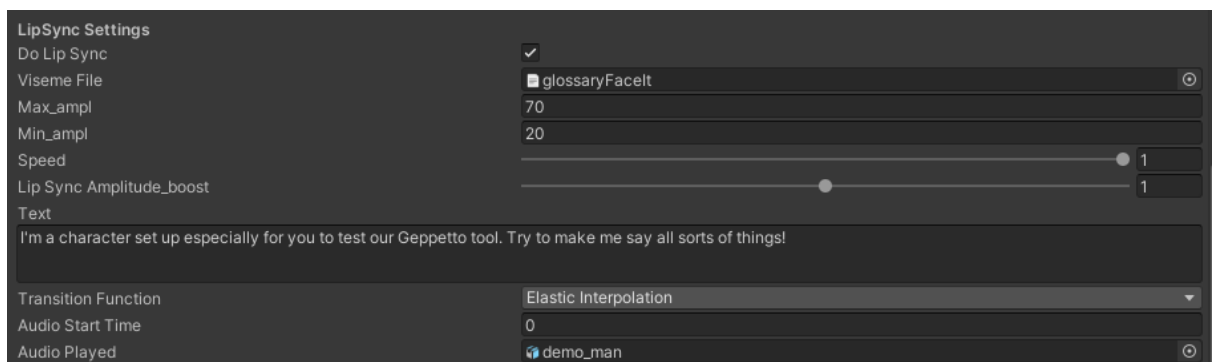 LipSync Settings
Do Lip Sync
Viseme File glossaryFaceIt
Max_ampl 70
Min_ampl 20
Speed 1
Lip Sync Amplitude_boost 1
Text
I'm a character set up especially for you to test our Geppetto tool. Try to make me say all sorts of things!
Transition Function Elastic Interpolation
Audio Start Time 0
Audio Played demo_man